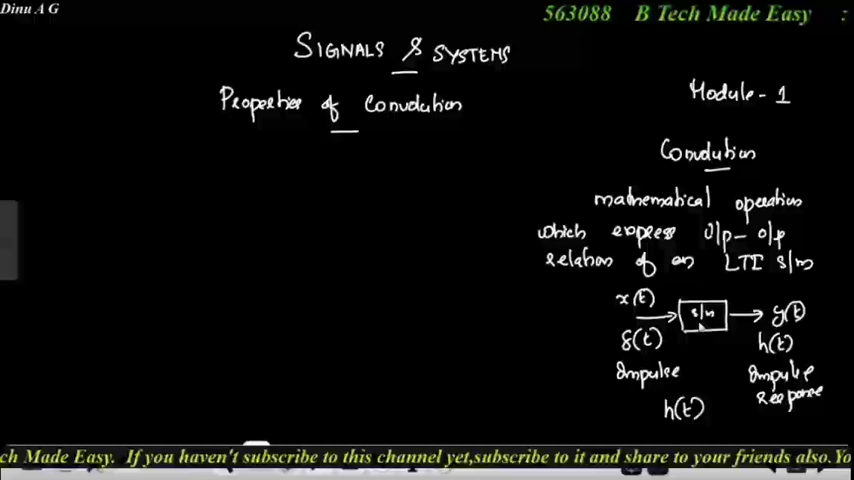 Dinu A G
563088 B Tech Made Easy :
SIGNALS & SYSTEMS
Properties of Convolution
Module - 1
Convolution
mathematical operation
which express i/p - o/p
relation of an LTI s/m
x(t) s/m y(t)
δ(t) h(t)
Impulse Impulse
response
h(t)
ch Made Easy. If you haven't subscribe to this channel yet,subscribe to it and share to your friends also.Yo